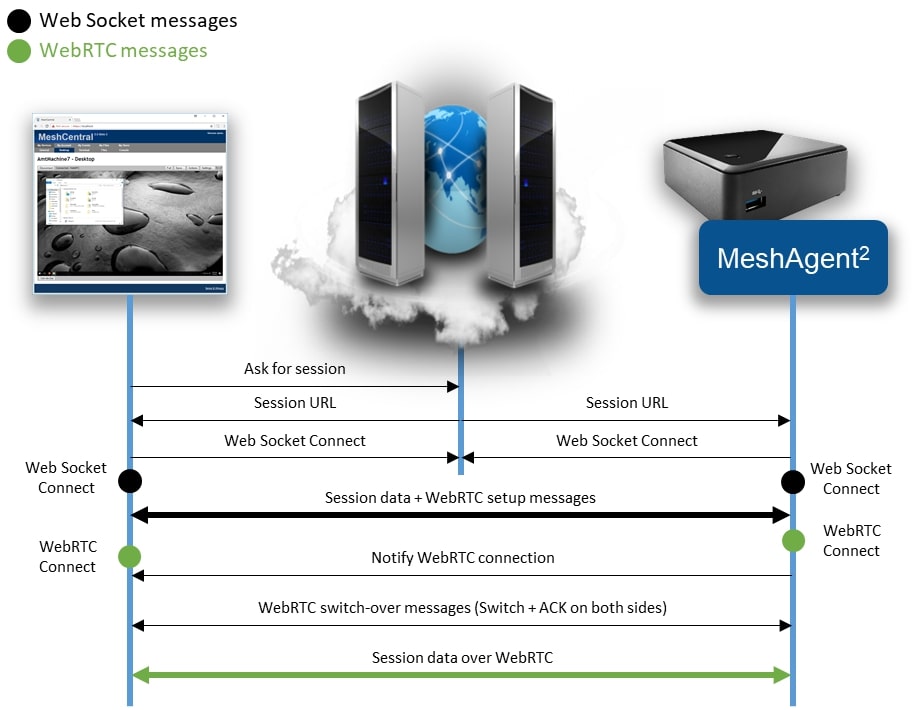 Web Socket messages
WebRTC messages
MeshCentral
AmtMachine7 - Desktop
MeshAgent2
Ask for session
Session URL
Session URL
Web Socket Connect
Web Socket Connect
Web Socket
Connect
Web Socket
Connect
Session data + WebRTC setup messages
WebRTC
Connect
WebRTC
Connect
Notify WebRTC connection
WebRTC switch-over messages (Switch + ACK on both sides)
Session data over WebRTC